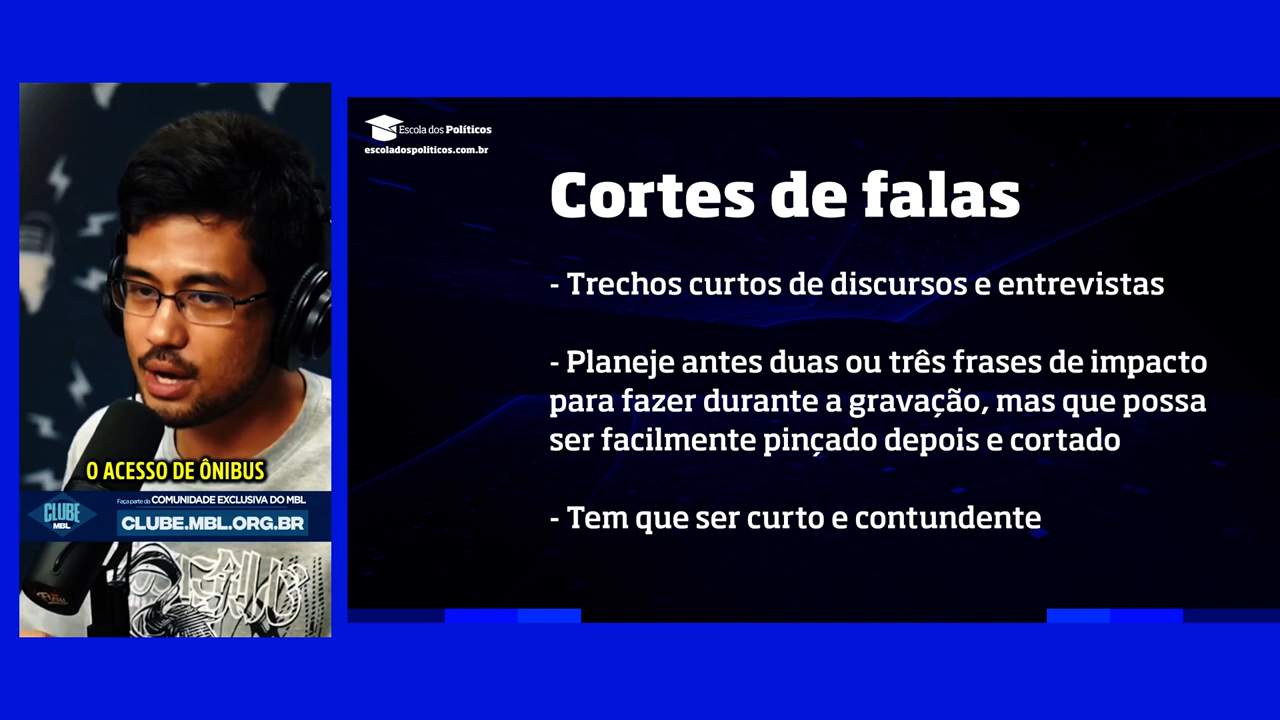 O ACESSO DE ÔNIBUS
Faça parte da COMUNIDADE EXCLUSIVA DO MBL
CLUBE
MBL
CLUBE.MBL.ORG.BR
Escola dos Políticos
escoladospoliticos.com.br
Cortes de falas
- Trechos curtos de discursos e entrevistas
- Planeje antes duas ou três frases de impacto
para fazer durante a gravação, mas que possa
ser facilmente pinçado depois e cortado
- Tem que ser curto e contundente